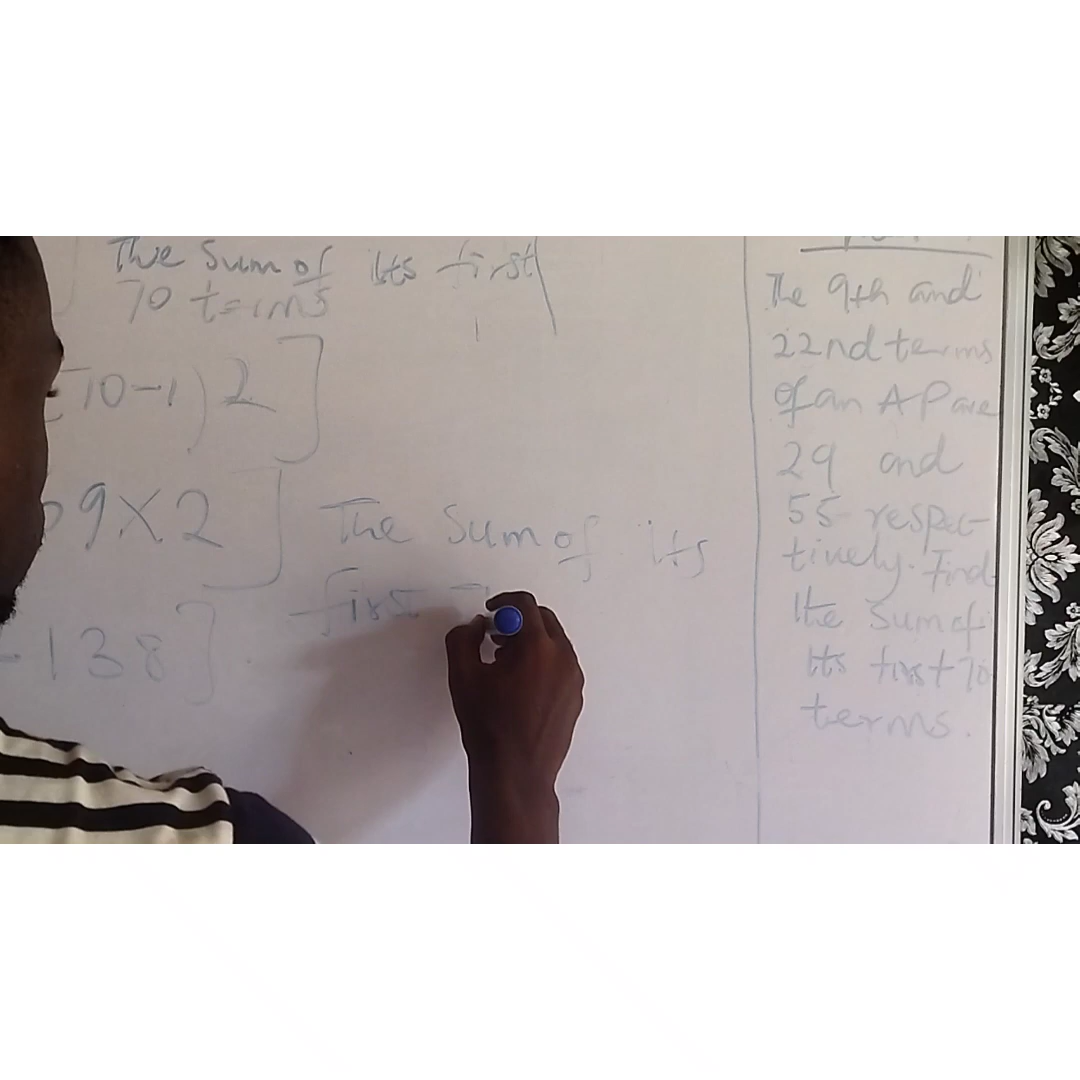 The Sum of its first
70 terms
70-1) 2]
9 X 2]
The Sum of its
first
-138]
The 9th and
22nd terms
of an AP are
29 and
55 respec-
tively. Find
the sum of
its first 70
terms.